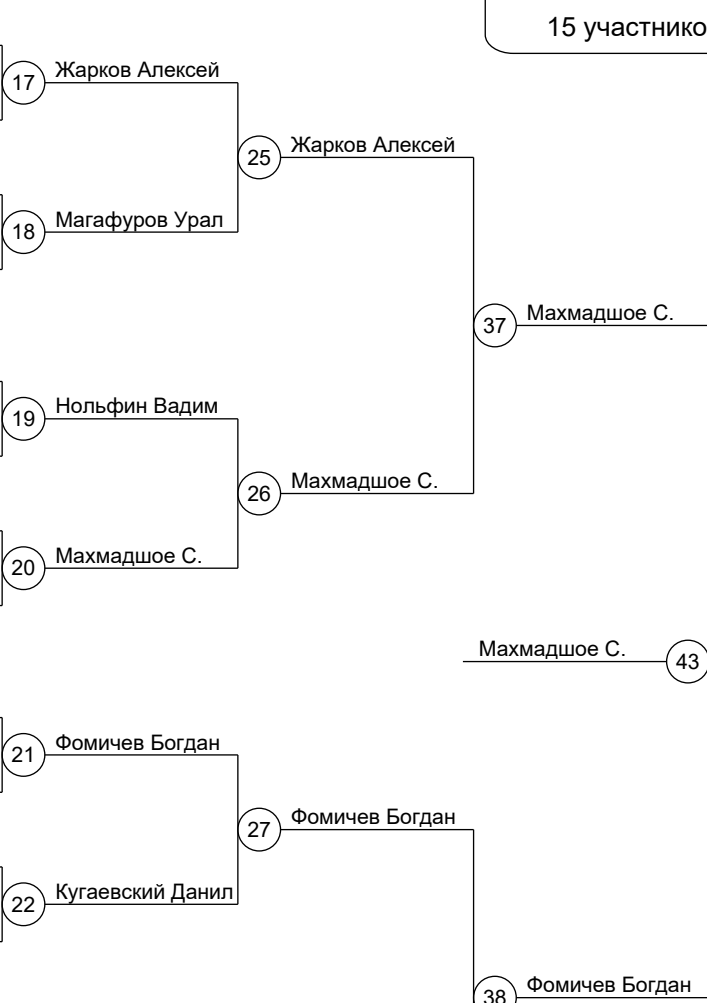 15 участнико
17 Жарков Алексей
25 Жарков Алексей
18 Магафуров Урал
37 Махмадшое С.
19 Нольфин Вадим
26 Махмадшое С.
20 Махмадшое С.
Махмадшое С. 43
21 Фомичев Богдан
27 Фомичев Богдан
22 Кугаевский Данил
38 Фомичев Богдан